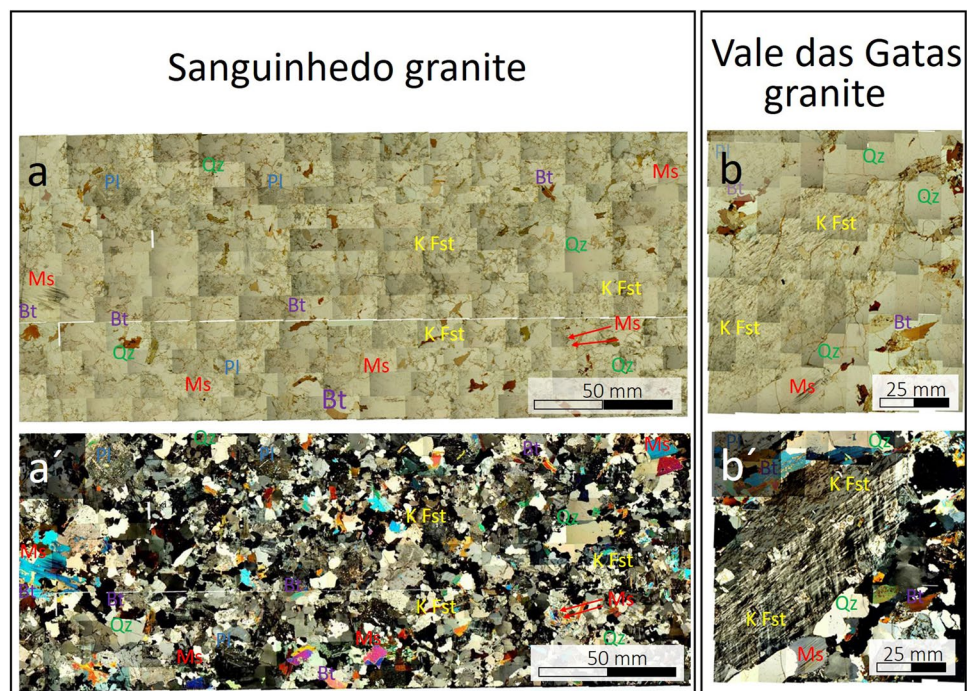 Sanguinhedo granite
Vale das Gatas
granite
a
Qz
Pl
Pl
Bt
Ms
K Fst
Qz
Ms
K Fst
Bt
Bt
Bt
K Fst
Ms
Qz
Pl
Ms
Ms
Qz
Bt
50 mm
b
Pl
Qz
Bt
Qz
K Fst
K Fst
Bt
Qz
Ms
25 mm
a´
Qz
Pl
Pl
Bt
Ms
K Fst
Qz
Ms
K Fst
Bt
Bt
Bt
K Fst
Ms
Qz
Pl
Ms
Ms
Qz
Bt
50 mm
b´
Pl
Qz
Bt
K Fst
Qz
Bt
K Fst
Ms
25 mm